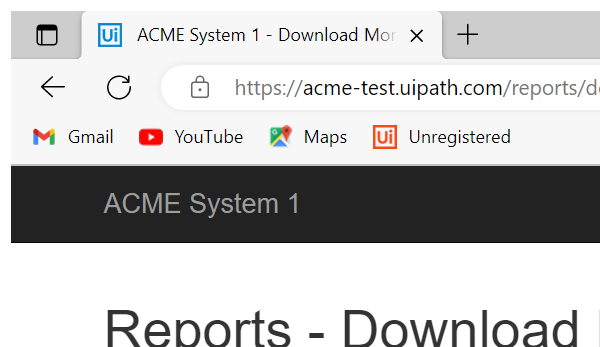 Ui ACME System 1 - Download Mor
https://acme-test.uipath.com/reports/d
Gmail YouTube Maps Ui Unregistered
ACME System 1
Reports - Download